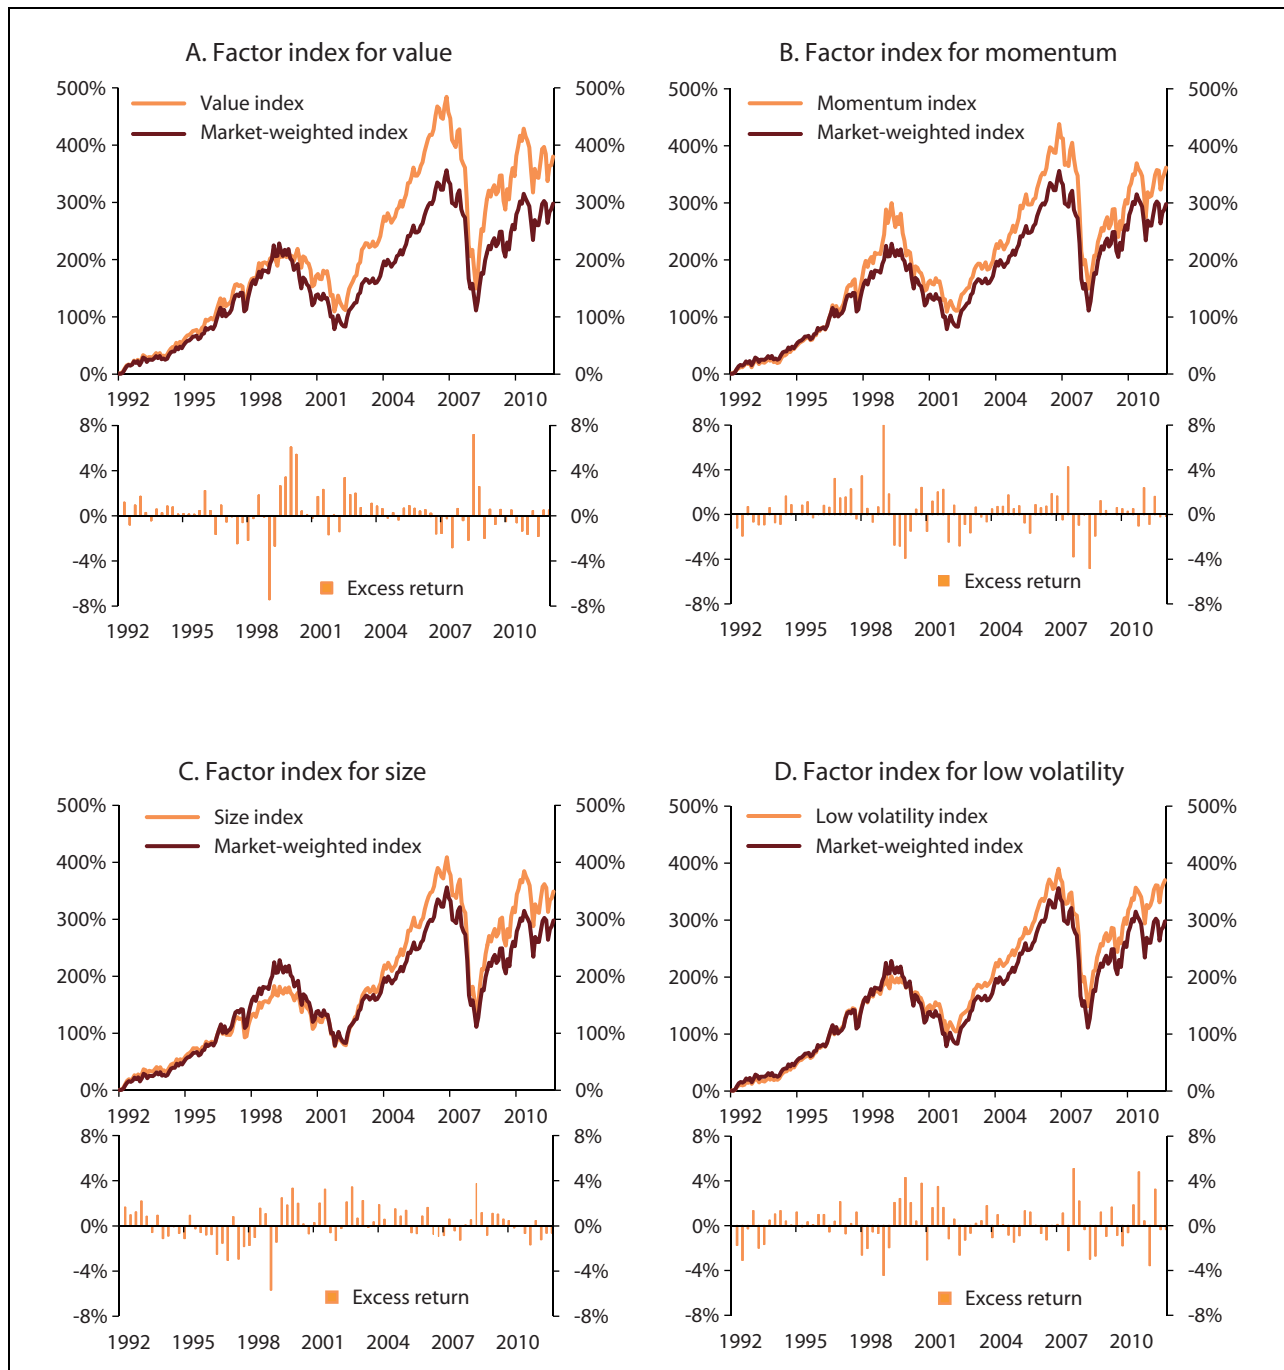 A. Factor index for value
500% 500%
Value index
Market-weighted index
400% 400%
300% 300%
200% 200%
100% 100%
0% 0%
1992 1995 1998 2001 2004 2007 2010
8% 8%
4% 4%
0% 0%
-4% -4%
Excess return
-8% -8%
1992 1995 1998 2001 2004 2007 2010
B. Factor index for momentum
500% 500%
Momentum index
Market-weighted index
400% 400%
300% 300%
200% 200%
100% 100%
0% 0%
1992 1995 1998 2001 2004 2007 2010
8% 8%
4% 4%
0% 0%
-4% -4%
Excess return
-8% -8%
1992 1995 1998 2001 2004 2007 2010
C. Factor index for size
500% 500%
Size index
Market-weighted index
400% 400%
300% 300%
200% 200%
100% 100%
0% 0%
1992 1995 1998 2001 2004 2007 2010
8% 8%
4% 4%
0% 0%
-4% -4%
Excess return
-8% -8%
1992 1995 1998 2001 2004 2007 2010
D. Factor index for low volatility
500% 500%
Low volatility index
Market-weighted index
400% 400%
300% 300%
200% 200%
100% 100%
0% 0%
1992 1995 1998 2001 2004 2007 2010
8% 8%
4% 4%
0% 0%
-4% -4%
Excess return
-8% -8%
1992 1995 1998 2001 2004 2007 2010